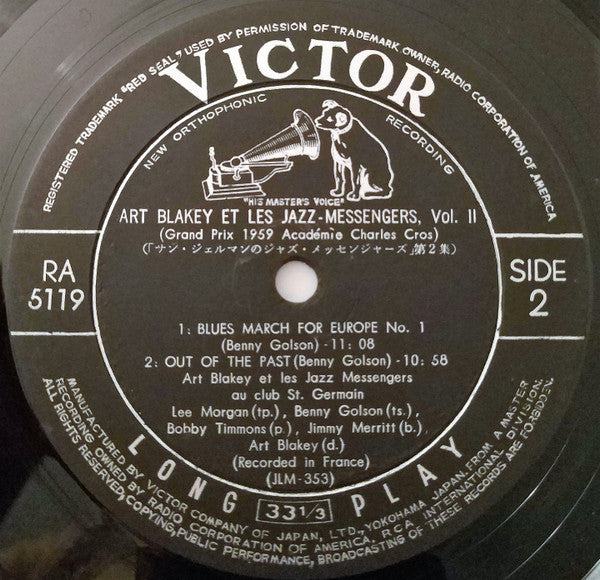 REGISTERED TRADEMARK "RED SEAL" USED BY PERMISSION OF TRADEMARK OWNER, RADIO CORPORATION OF AMERICA
VICTOR
NEW ORTHOPHONIC RECORDING
"HIS MASTER'S VOICE"
ART BLAKEY ET LES JAZZ-MESSENGERS, Vol. II
(Grand Prix 1959 Académie Charles Cros)
(「サン・ジェルマンのジャズ・メッセンジャーズ」第2集)
RA
5119
SIDE
2
1: BLUES MARCH FOR EUROPE No. 1
(Benny Golson)-11: 08
2: OUT OF THE PAST (Benny Golson)-10: 58
Art Blakey et les Jazz Messengers
au club St. Germain
Lee Morgan(tp.), Benny Golson(ts.),
Bobby Timmons(p.), Jimmy Merritt(b.),
Art Blakey(d.)
(Recorded in France)
(JLM-353)
LONG 33 1/3 PLAY
MANUFACTURED BY VICTOR COMPANY OF JAPAN, LTD., YOKOHAMA JAPAN, FROM A MASTER
RECORDING OWNED BY RADIO CORPORATION OF AMERICA, RCA INTERNATIONAL DIVISION.
ALL RIGHTS RESERVED, COPYING, PUBLIC PERFORMANCE, BROADCASTING OF THESE RECORDS ARE FORBIDDEN.